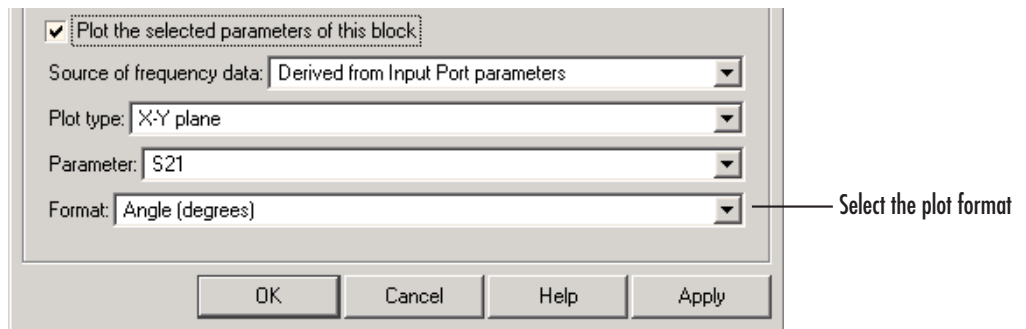 Plot the selected parameters of this block
Source of frequency data: Derived from Input Port parameters
Plot type: X-Y plane
Parameter: S21
Format: Angle (degrees)
Select the plot format
OK Cancel Help Apply